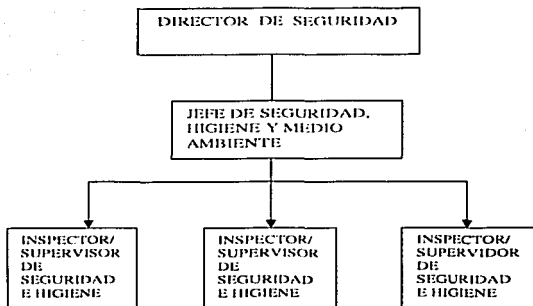 DIRECTOR DE SEGURIDAD
JEFE DE SEGURIDAD,
HIGIENE Y MEDIO
AMBIENTE
INSPECTOR/
SUPERVISOR
DE
SEGURIDAD
E HIGIENE
INSPECTOR/
SUPERVISOR
DE
SEGURIDAD
E HIGIENE
INSPECTOR/
SUPERVIDOR
DE
SEGURIDAD
E HIGIENE